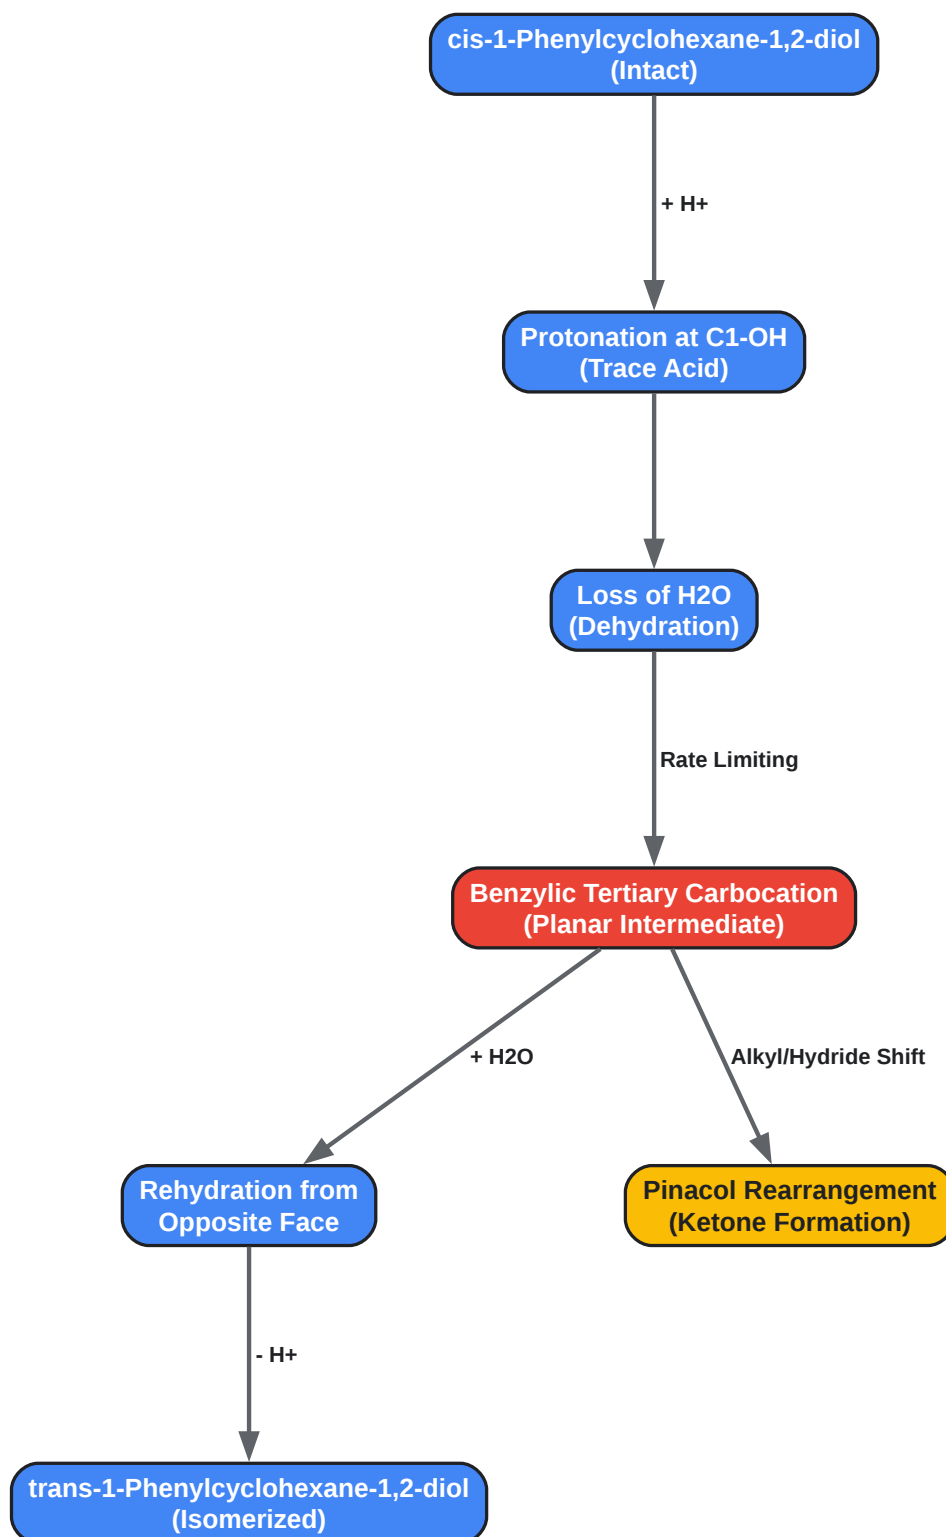 cis-1-Phenylcyclohexane-1,2-diol
(Intact)
+ H+
Protonation at C1-OH
(Trace Acid)
Loss of H2O
(Dehydration)
Rate Limiting
Benzylic Tertiary Carbocation
(Planar Intermediate)
+ H2O
Alkyl/Hydride Shift
Rehydration from
Opposite Face
Pinacol Rearrangement
(Ketone Formation)
- H+
trans-1-Phenylcyclohexane-1,2-diol
(Isomerized)